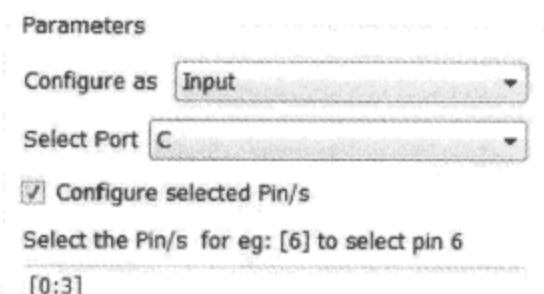 Parameters
Configure as Input
Select Port C
Configure selected Pin/s
Select the Pin/s for eg: [6] to select pin 6
[0:3]